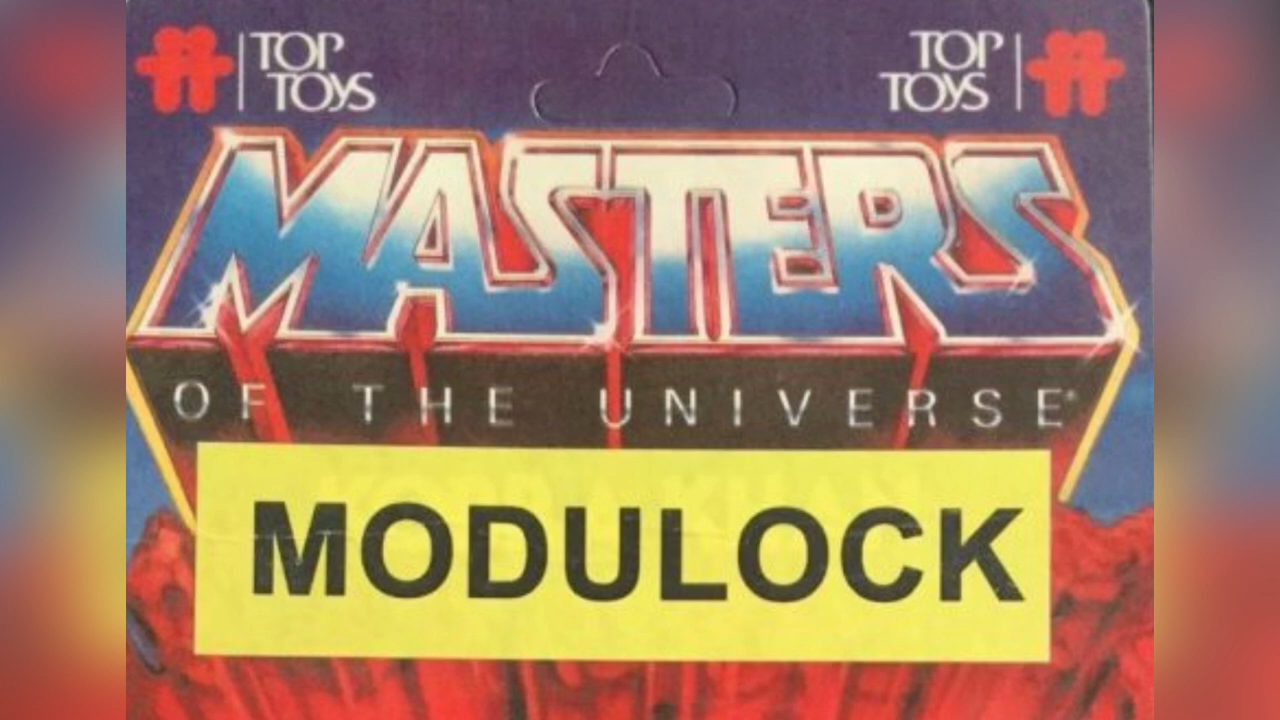 TOP
TOYS
TOP
TOYS
MASTERS
OF THE UNIVERSE®
MODULOCK